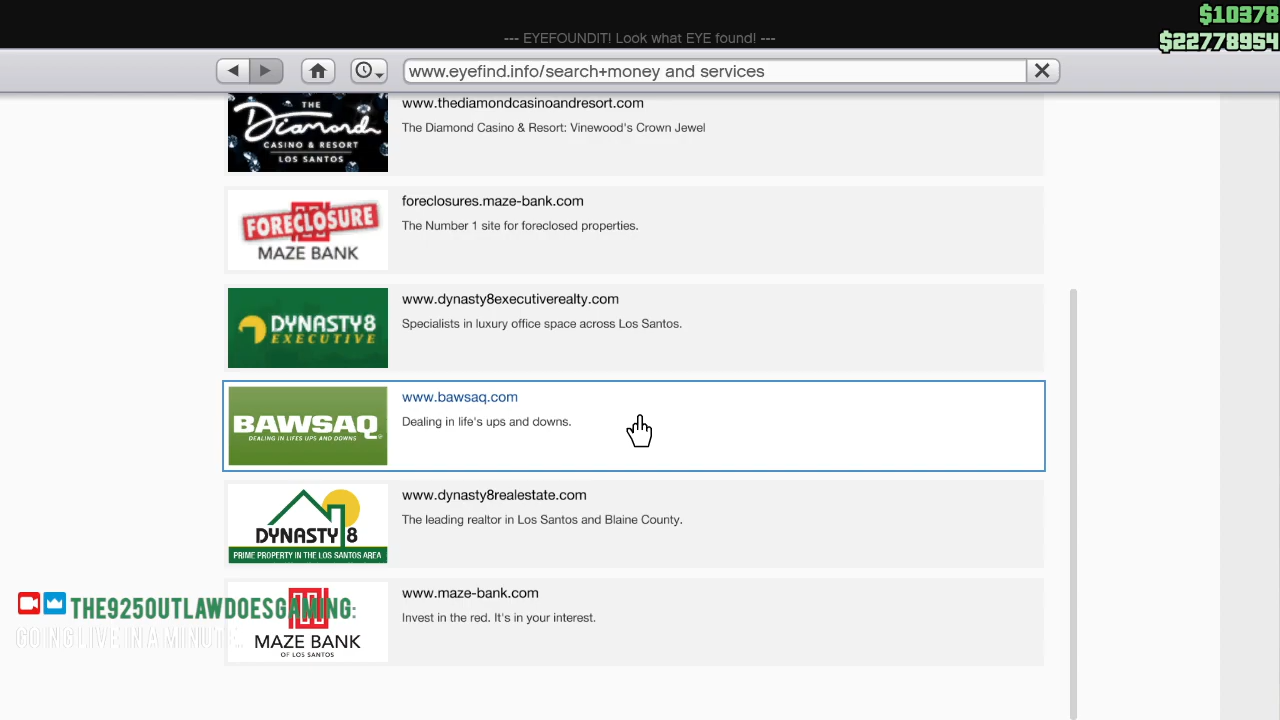 $10378
--- EYEFOUNDIT! Look what EYE found! ---
$22778954
www.eyefind.info/search+money and services
THE
Diamond
CASINO & RESORT
LOS SANTOS
www.thediamondcasinoandresort.com
The Diamond Casino & Resort: Vinewood's Crown Jewel
FORECLOSURE
MAZE BANK
foreclosures.maze-bank.com
The Number 1 site for foreclosed properties.
DYNASTY8
EXECUTIVE
www.dynasty8executiverealty.com
Specialists in luxury office space across Los Santos.
BAWSAQ
DEALING IN LIFES UPS AND DOWNS
www.bawsaq.com
Dealing in life's ups and downs.
DYNASTY 8
PRIME PROPERTY IN THE LOS SANTOS AREA
www.dynasty8realestate.com
The leading realtor in Los Santos and Blaine County.
MAZE BANK
OF LOS SANTOS
www.maze-bank.com
Invest in the red. It's in your interest.
THE925OUTLAWDOESGAMING:
GOING LIVE IN A MINUTE.